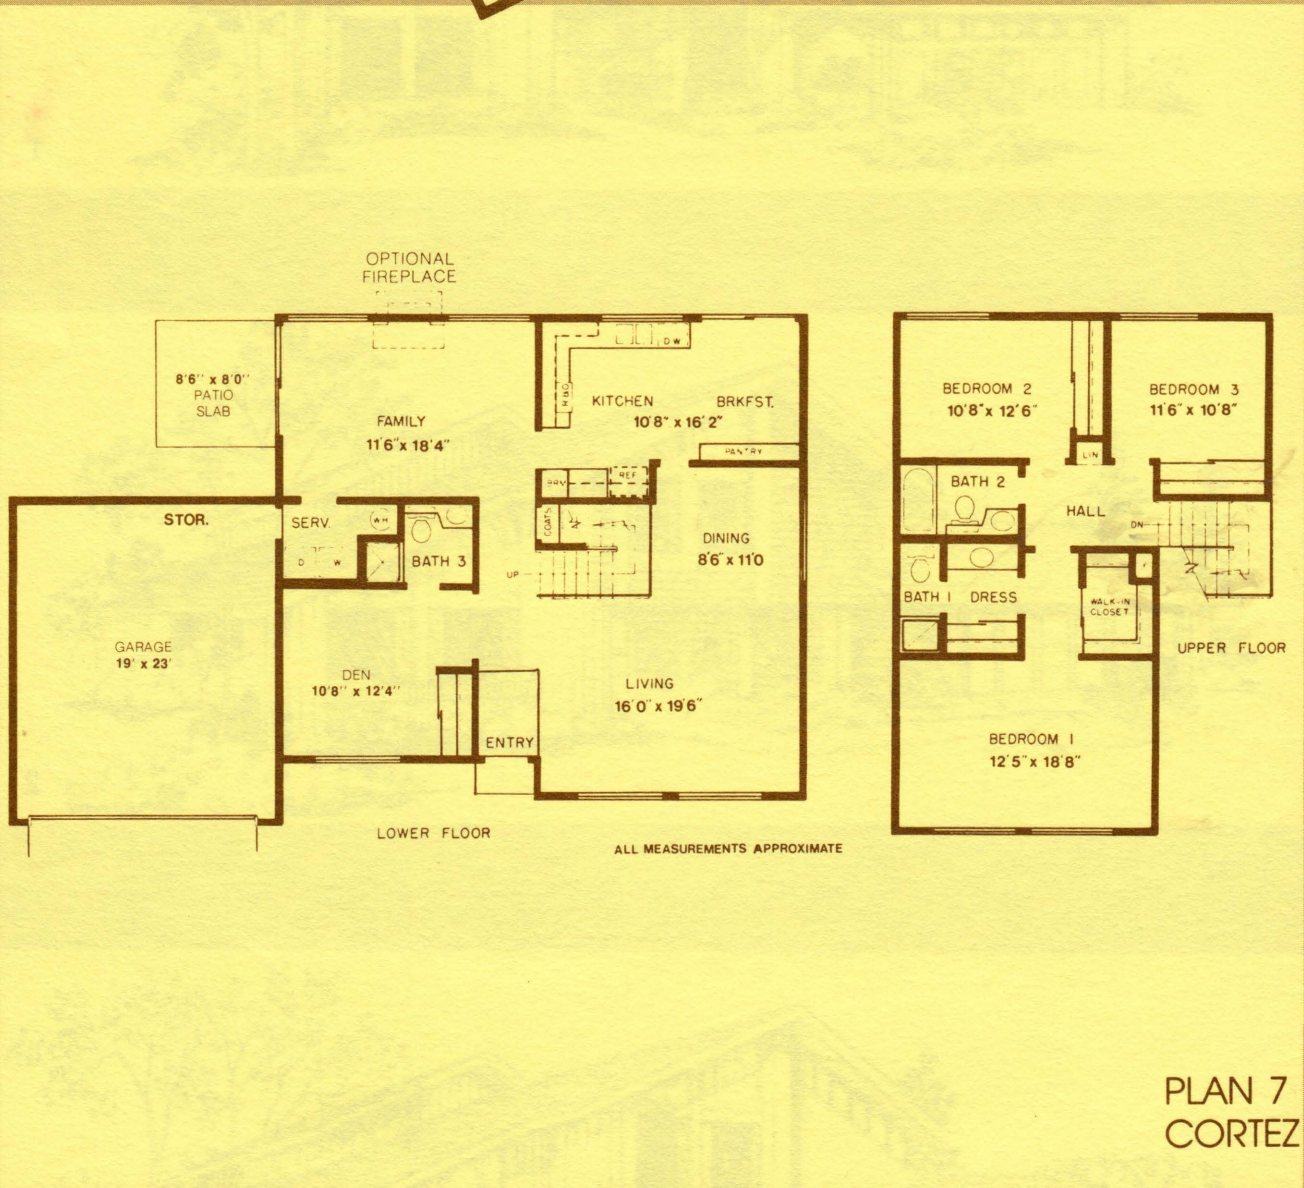 OPTIONAL
FIREPLACE
8'6" x 8'0"
PATIO
SLAB
FAMILY
11'6" x 18'4"
KITCHEN
BRKFST.
10'8" x 16'2"
DW
PANTRY
REF
COATS
UP
DINING
8'6" x 11'0
STOR.
SERV.
WH
D W
BATH 3
GARAGE
19' x 23'
DEN
10'8" x 12'4"
LIVING
16'0" x 19'6"
ENTRY
LOWER FLOOR
ALL MEASUREMENTS APPROXIMATE
BEDROOM 2
10'8" x 12'6"
BEDROOM 3
11'6" x 10'8"
LIN
BATH 2
HALL
DN
BATH 1
DRESS
WALK-IN
CLOSET
UPPER FLOOR
BEDROOM 1
12'5" x 18'8"
PLAN 7
CORTEZ